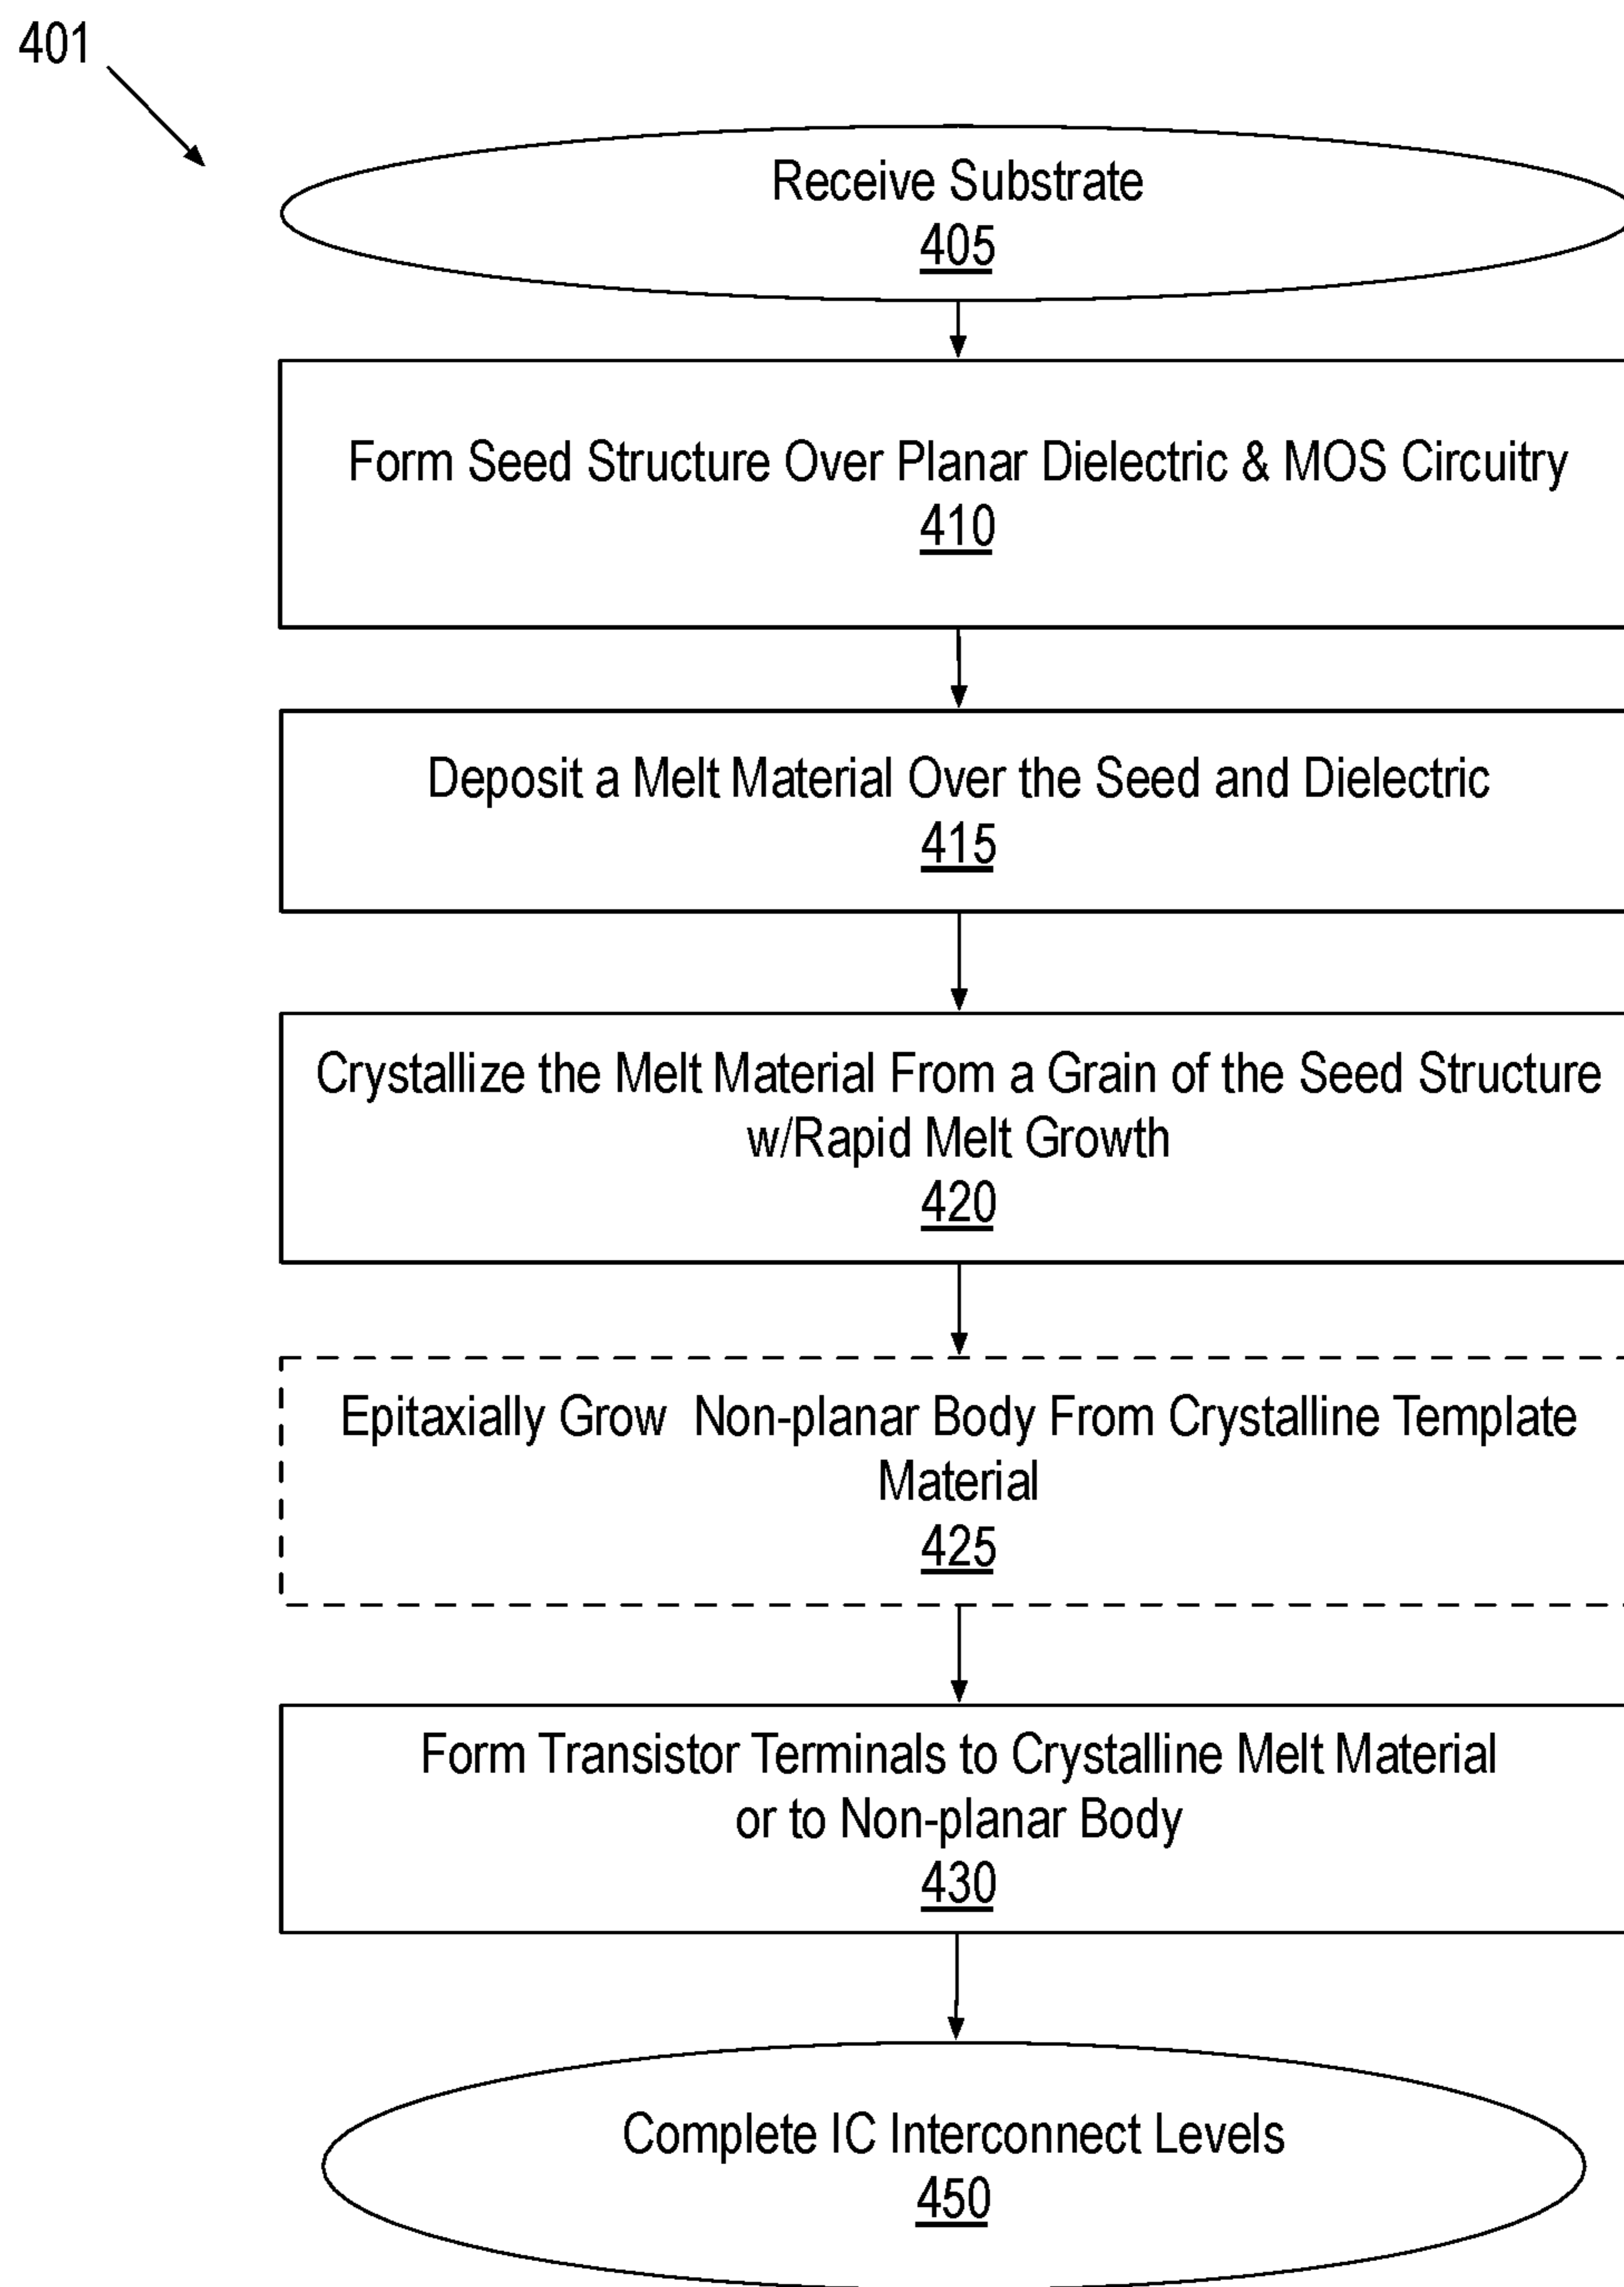 401
Receive Substrate
405
Form Seed Structure Over Planar Dielectric & MOS Circuitry
410
Deposit a Melt Material Over the Seed and Dielectric
415
Crystallize the Melt Material From a Grain of the Seed Structure
w/Rapid Melt Growth
420
Epitaxially Grow  Non-planar Body From Crystalline Template
Material
425
Form Transistor Terminals to Crystalline Melt Material
or to Non-planar Body
430
Complete IC Interconnect Levels
450